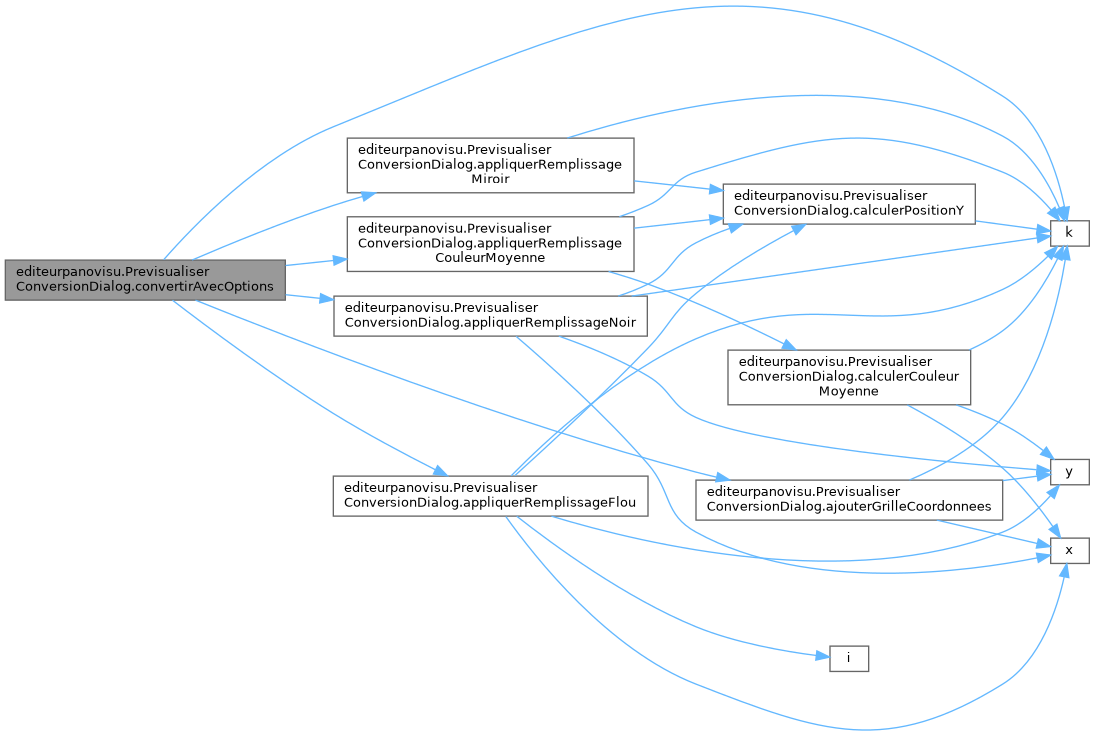 editeurpanovisu.Previsualiser
ConversionDialog.convertirAvecOptions
editeurpanovisu.Previsualiser
ConversionDialog.appliquerRemplissage
Miroir
editeurpanovisu.Previsualiser
ConversionDialog.appliquerRemplissage
CouleurMoyenne
editeurpanovisu.Previsualiser
ConversionDialog.appliquerRemplissageNoir
editeurpanovisu.Previsualiser
ConversionDialog.appliquerRemplissageFlou
editeurpanovisu.Previsualiser
ConversionDialog.calculerPositionY
editeurpanovisu.Previsualiser
ConversionDialog.calculerCouleur
Moyenne
editeurpanovisu.Previsualiser
ConversionDialog.ajouterGrilleCoordonnees
i
k
y
x